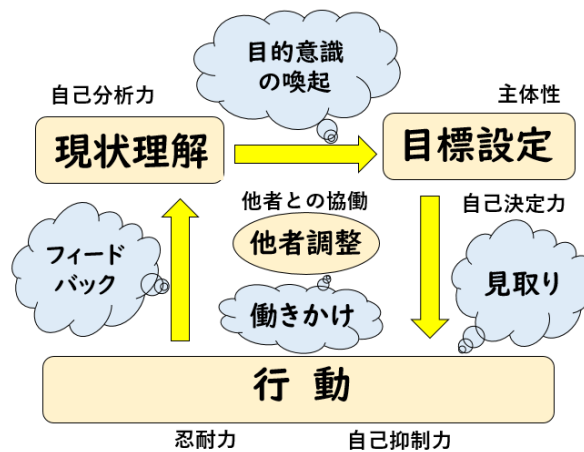 目的意識
の喚起
自己分析力
主体性
現状理解
目標設定
他者との協働
自己決定力
他者調整
フィード
バック
見取り
働きかけ
行 動
忍耐力
自己抑制力